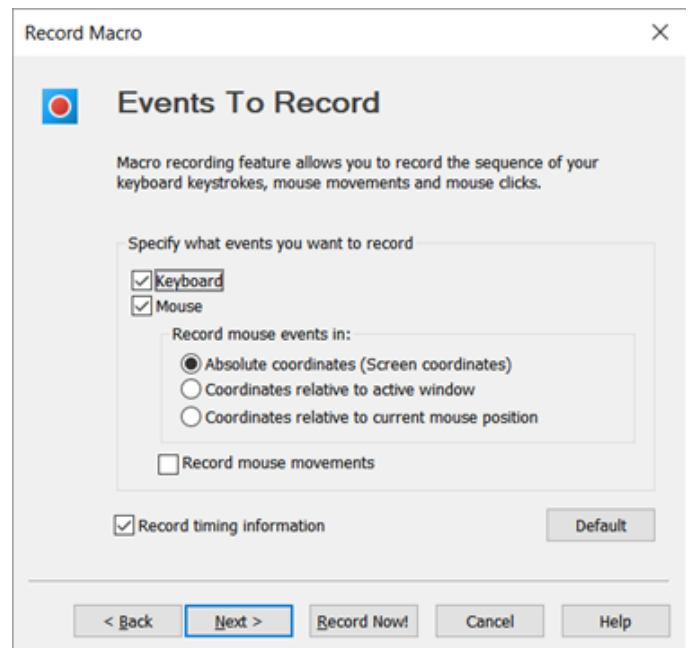 Record Macro
Events To Record
Macro recording feature allows you to record the sequence of your
keyboard keystrokes, mouse movements and mouse clicks.
Specify what events you want to record
Keyboard
Mouse
Record mouse events in:
Absolute coordinates (Screen coordinates)
Coordinates relative to active window
Coordinates relative to current mouse position
Record mouse movements
Record timing information
Default
< Back
Next >
Record Now!
Cancel
Help